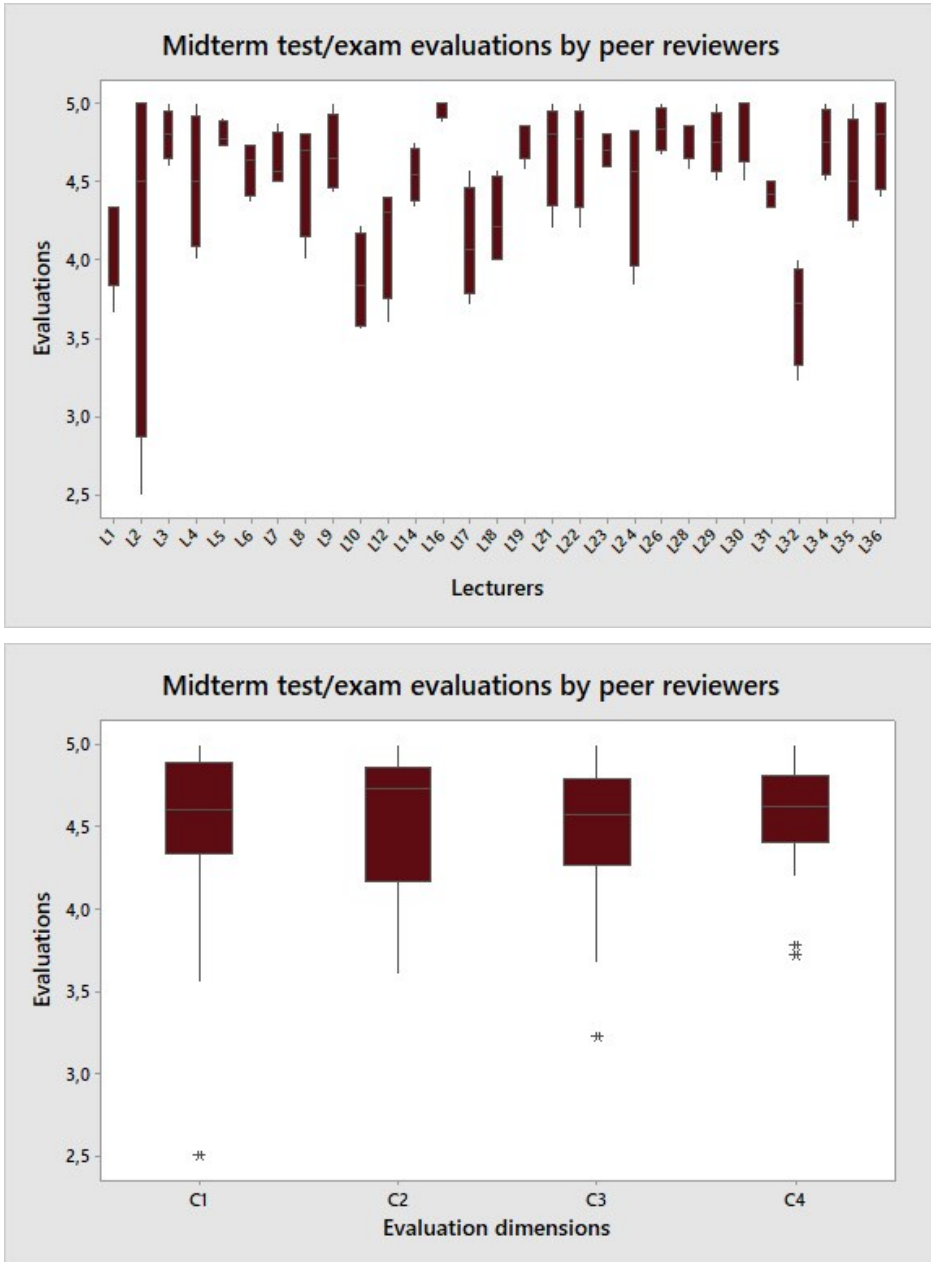 Midterm test/exam evaluations by peer reviewers
5,0
4,5
4,0
3,5
3,0
2,5
Evaluations
L1 L2 L3 L4 L5 L6 L7 L8 L9 L10 L12 L14 L16 L17 L18 L19 L21 L22 L23 L24 L26 L28 L29 L30 L31 L32 L34 L35 L36
Lecturers
Midterm test/exam evaluations by peer reviewers
5,0
4,5
4,0
3,5
3,0
2,5
Evaluations
C1 C2 C3 C4
Evaluation dimensions